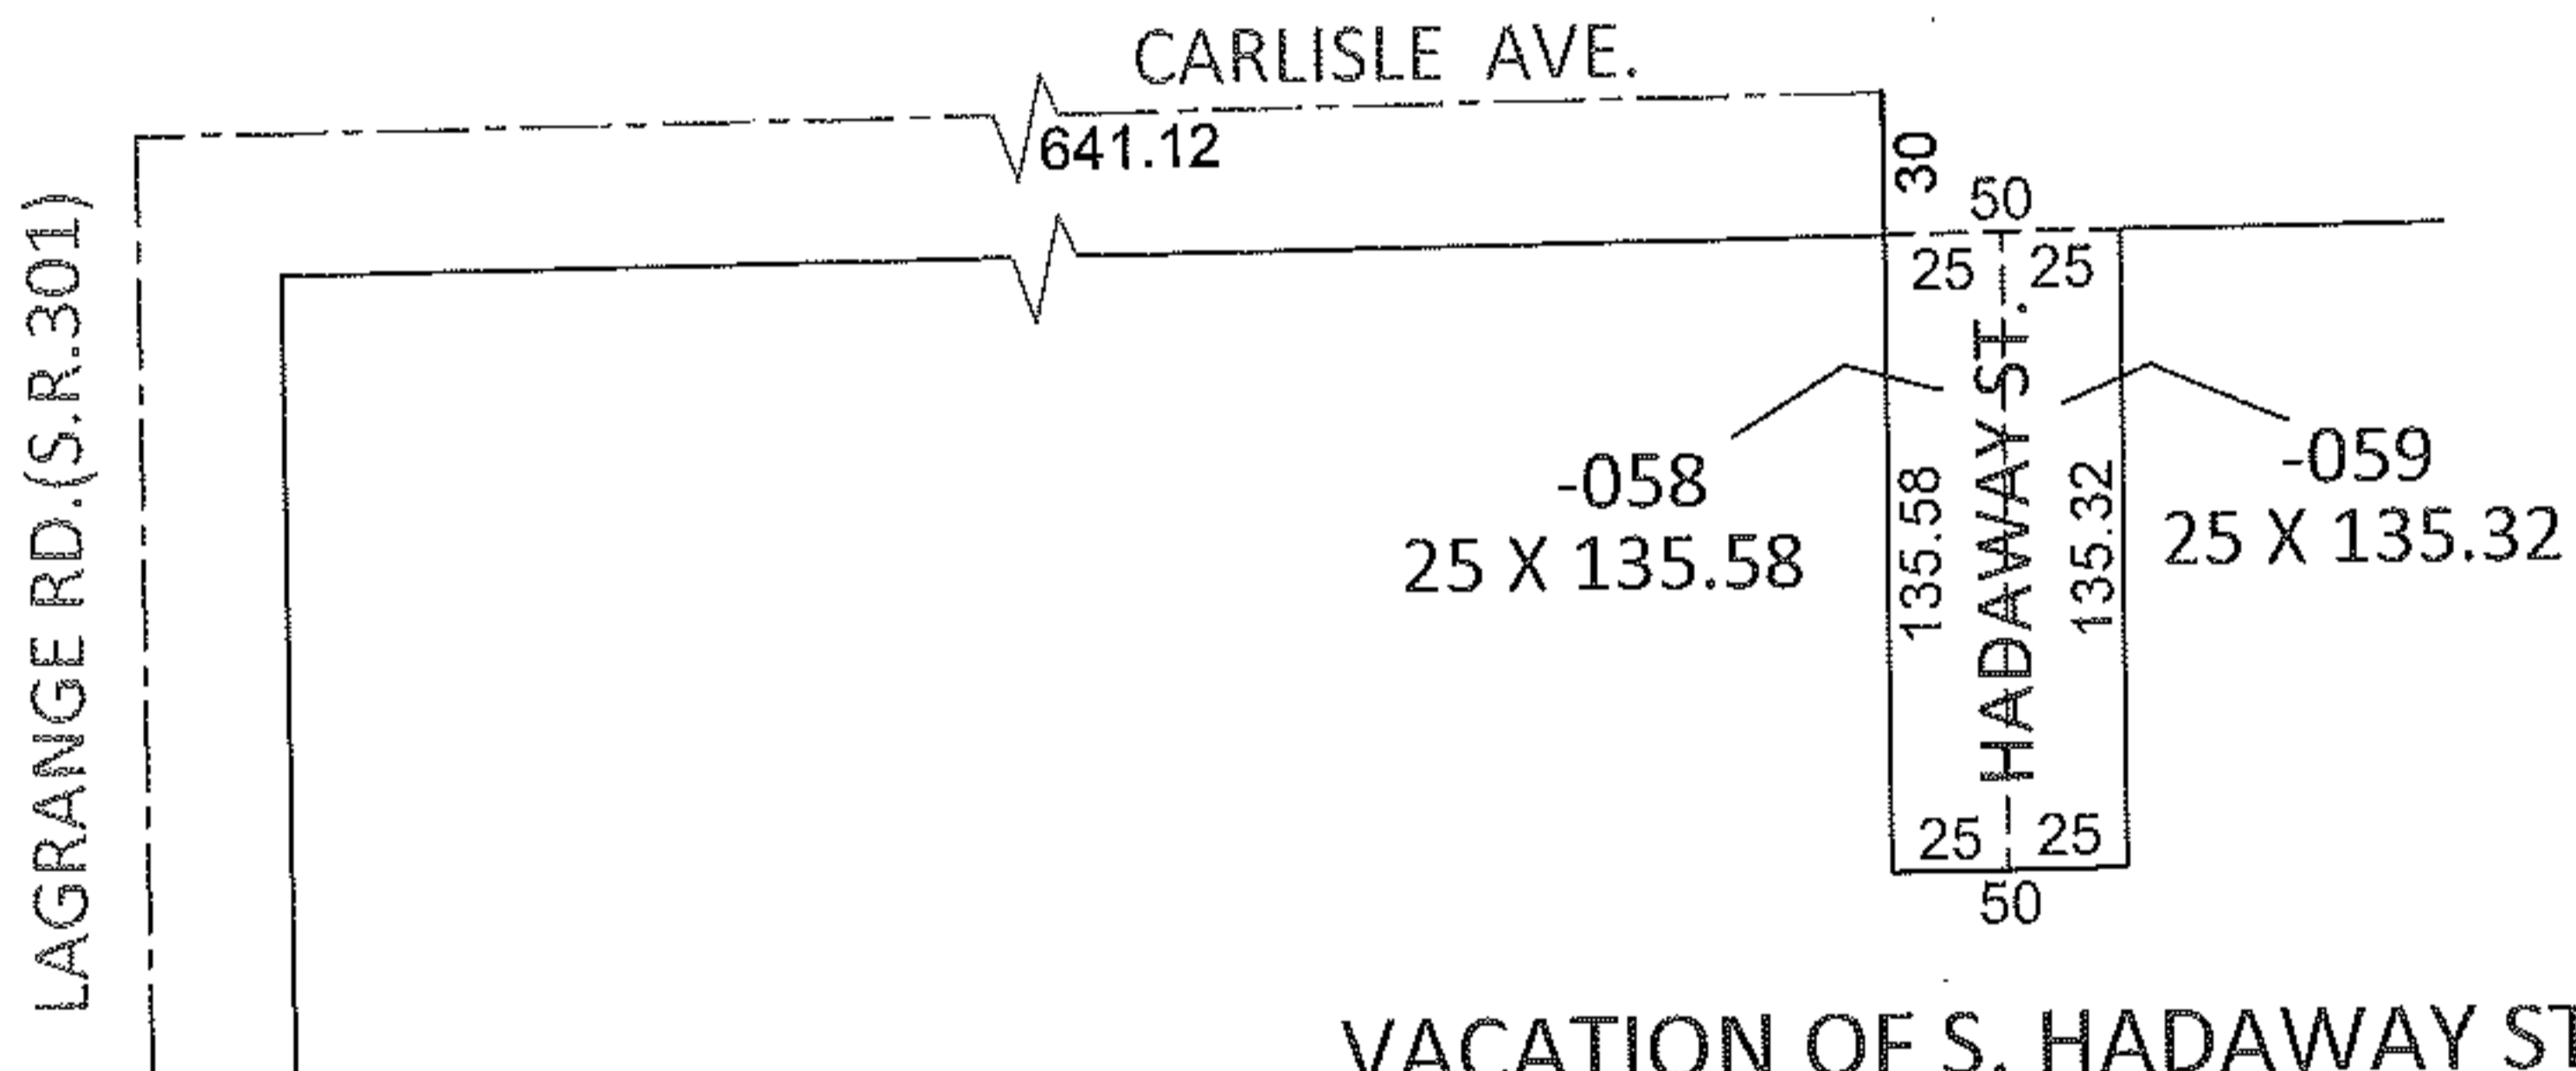 CARLISLE AVE.
641.12
30
50
25 25
LAGRANGE RD.(S.R.301)
HADAWAY ST.
-058
25 X 135.58
135.58
135.32
-059
25 X 135.32
25 25
50
VACATION OF S. HADAWAY ST